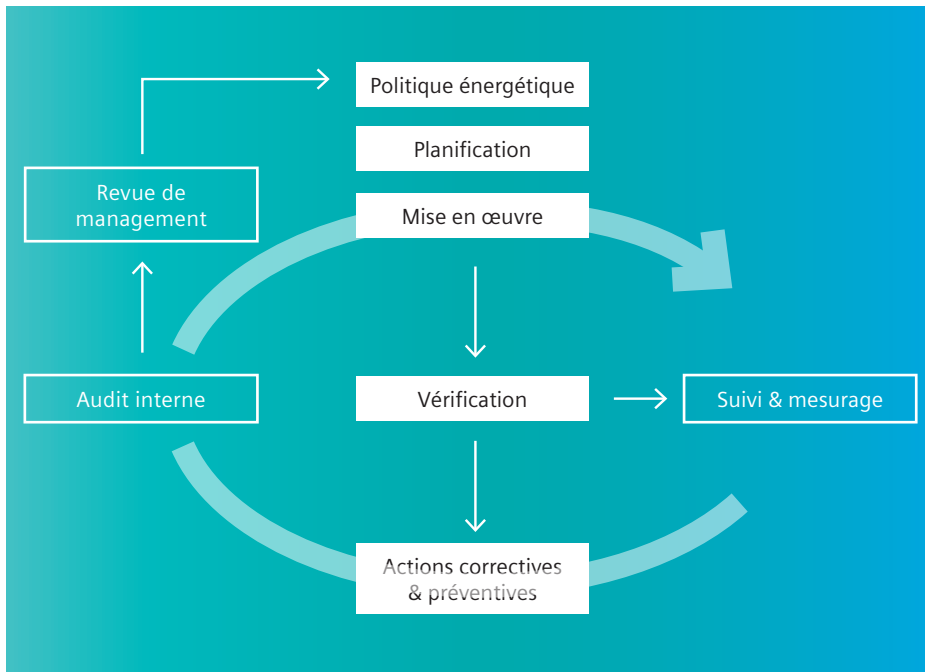 Politique énergétique
Planification
Revue de
management
Mise en œuvre
Audit interne
Vérification
Suivi & mesurage
Actions correctives
& préventives